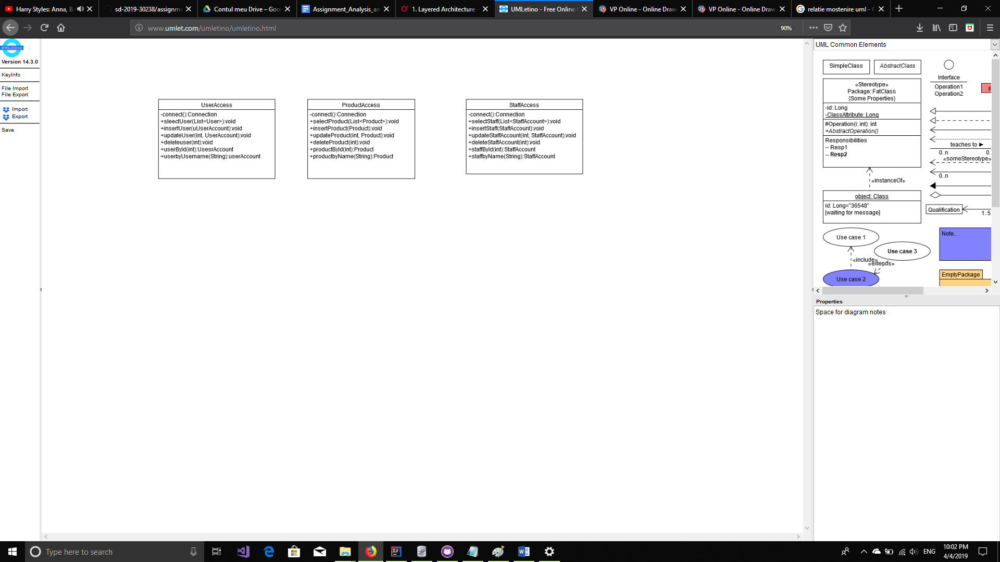 Harry Styles: Anna, B
sd-2019-30238/assignme
Contul meu Drive – Goo
Assignment_Analysis_an
1. Layered Architecture -
UMLetino - Free Online
VP Online - Online Draw
VP Online - Online Draw
relatie mostenire uml -
www.umlet.com/umletino/umletino.html
90%
UMLetino
Version 14.3.0
KeyInfo
File Import
File Export
Import
Export
Save
UserAccess
-connect():Connection
+sleectUser(List<User>):void
+insertUser(uUserAccount):void
+updateUser(int, UserAccount):void
+deleteuser(int):void
+userById(int):UsesrAccount
+userbyUsername(String):userAccount
ProductAccess
-connect():Connection
+selectProduct(List<Product>):void
+insertProduct(Product):void
+updateProduct(int, Product):void
+deleteProduct(int):void
+productById(int):Product
+productbyName(String):Product
StaffAccess
-connect():Connection
+selectStaff(List<StaffAccount>):void
+insertStaff(StaffAccount):void
+updateStaffAccount(int, StaffAccount):void
+deleteStaffAccount(int):void
+staffById(int):StaffAccount
+staffbyName(String):StaffAccount
UML Common Elements
SimpleClass
AbstractClass
Interface
Operation1
Operation2
«Stereotype»
Package::FatClass
{Some Properties}
-id: Long
-ClassAttribute: Long
#Operation(i: int): int
+AbstractOperation()
Responsibilities
-- Resp1
-- Resp2
teaches to ►
0..n
0.
«someStereotype»
0..n
«instanceOf»
object: Class
id: Long="36548"
[waiting for message]
Qualification
1..5
Use case 1
Use case 3
«include»
«extends»
Use case 2
Note..
EmptyPackage
Properties
Space for diagram notes
Type here to search
ENG
10:02 PM
4/4/2019